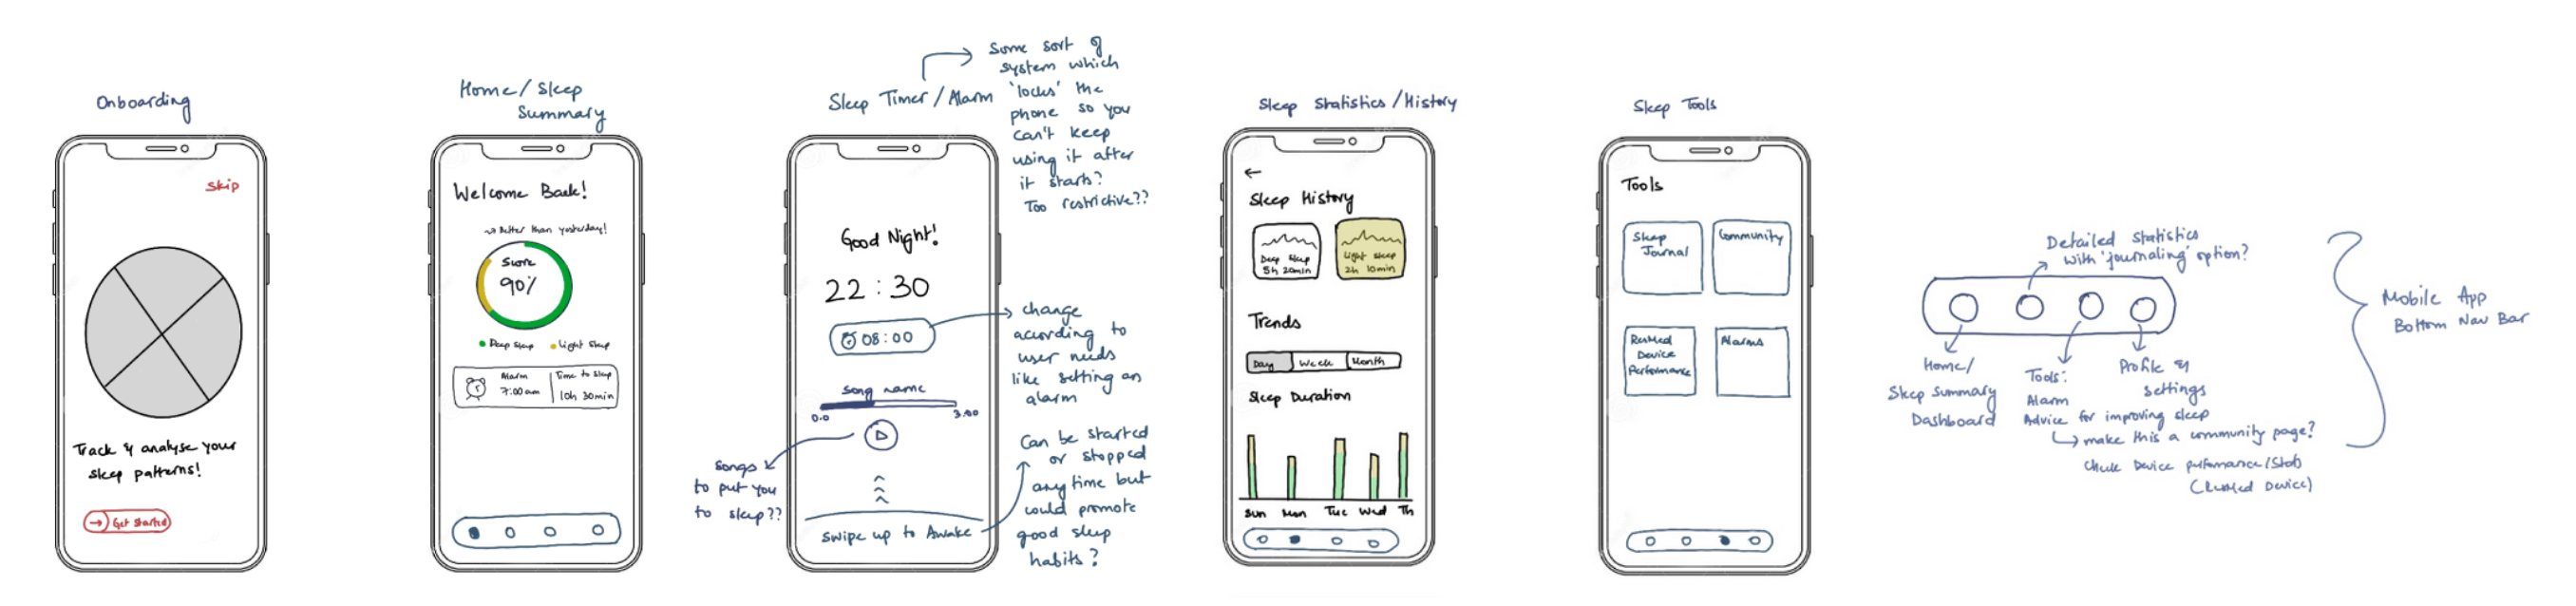 Onboarding
Skip
Track & analyse your
sleep patterns!
Get Started
Home/Sleep
Summary
Welcome Back!
Better than yesterday!
Score
90%
Deep Sleep
Light Sleep
Alarm
7:00 am
Time to Sleep
10h 30min
Sleep Timer/Alarm
Some sort of
system which
'locks' the
phone so you
can't keep
using it after
it starts?
Too restrictive??
Good Night!
22:30
08:00
change
acording to
user needs
like setting an
alarm
song name
0.0
3.00
songs
to put you
to sleep??
Swipe up to Awake
Can be started
or stopped
anytime but
would promote
good sleep
habits?
Sleep Statistics/History
←
Sleep History
Deep Sleep
5h 20min
Light sleep
2h 10min
Trends
Day
Week
Month
Sleep Duration
Sun
Mon
Tue
Wed
Th
Sleep Tools
Tools
Sleep
Journal
Community
ResMed
Device
Performance
Alarms
Detailed Statistics
with 'journaling' option?
Home/
Sleep Summary
Dashboard
Tools:
Alarm
Advice for improving sleep
make this a community page?
Check Device performance/Stats
(ResMed Device)
Profile &
settings
Mobile App
Bottom Nav Bar